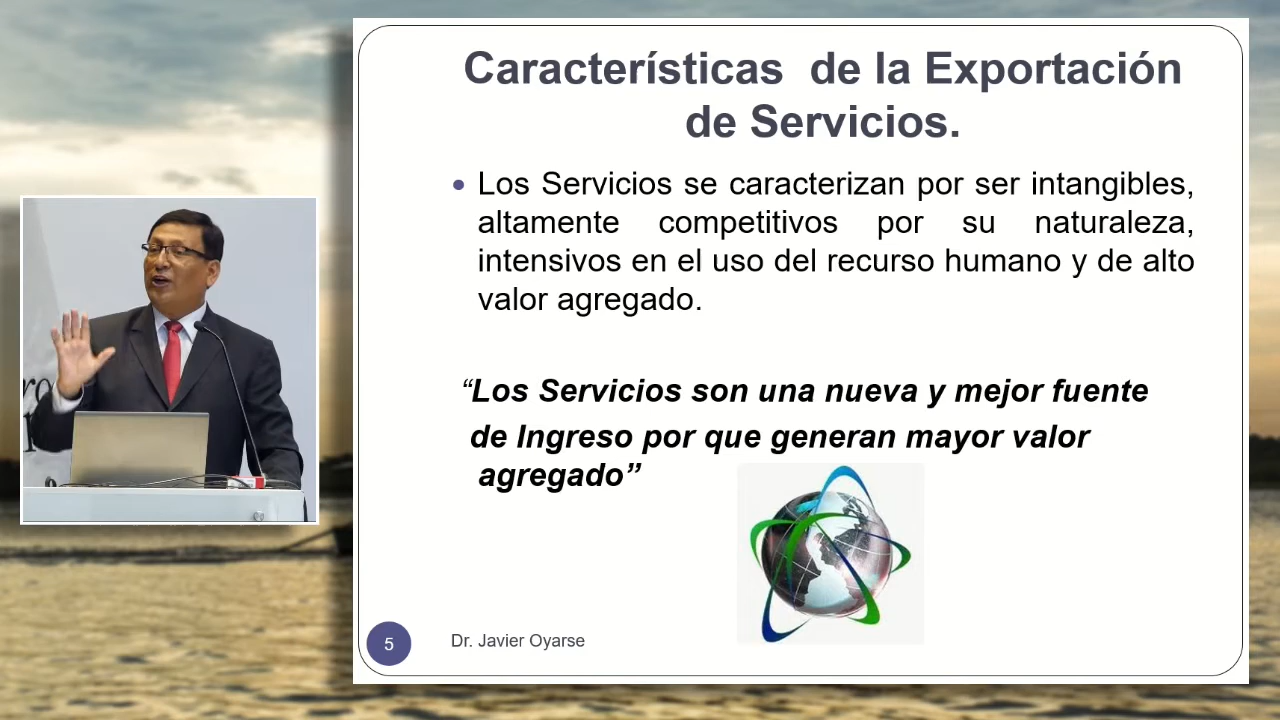 Características de la Exportación
de Servicios.
• Los Servicios se caracterizan por ser intangibles,
altamente competitivos por su naturaleza,
intensivos en el uso del recurso humano y de alto
valor agregado.
“Los Servicios son una nueva y mejor fuente
de Ingreso por que generan mayor valor
agregado”
5
Dr. Javier Oyarse